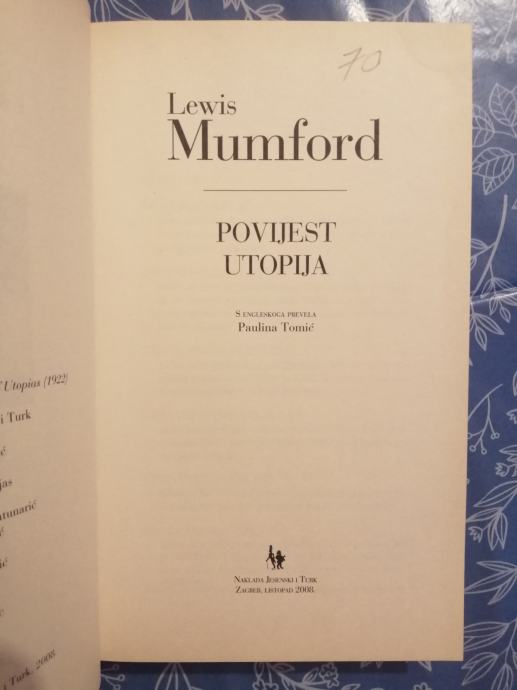 70
Lewis
Mumford
POVIJEST
UTOPIJA
S ENGLESKOGA PREVELA
Paulina Tomić
NAKLADA JESENSKI I TURK
ZAGREB, LISTOPAD 2008.
Utopias (1922)
i Turk
i Turk, 2008.